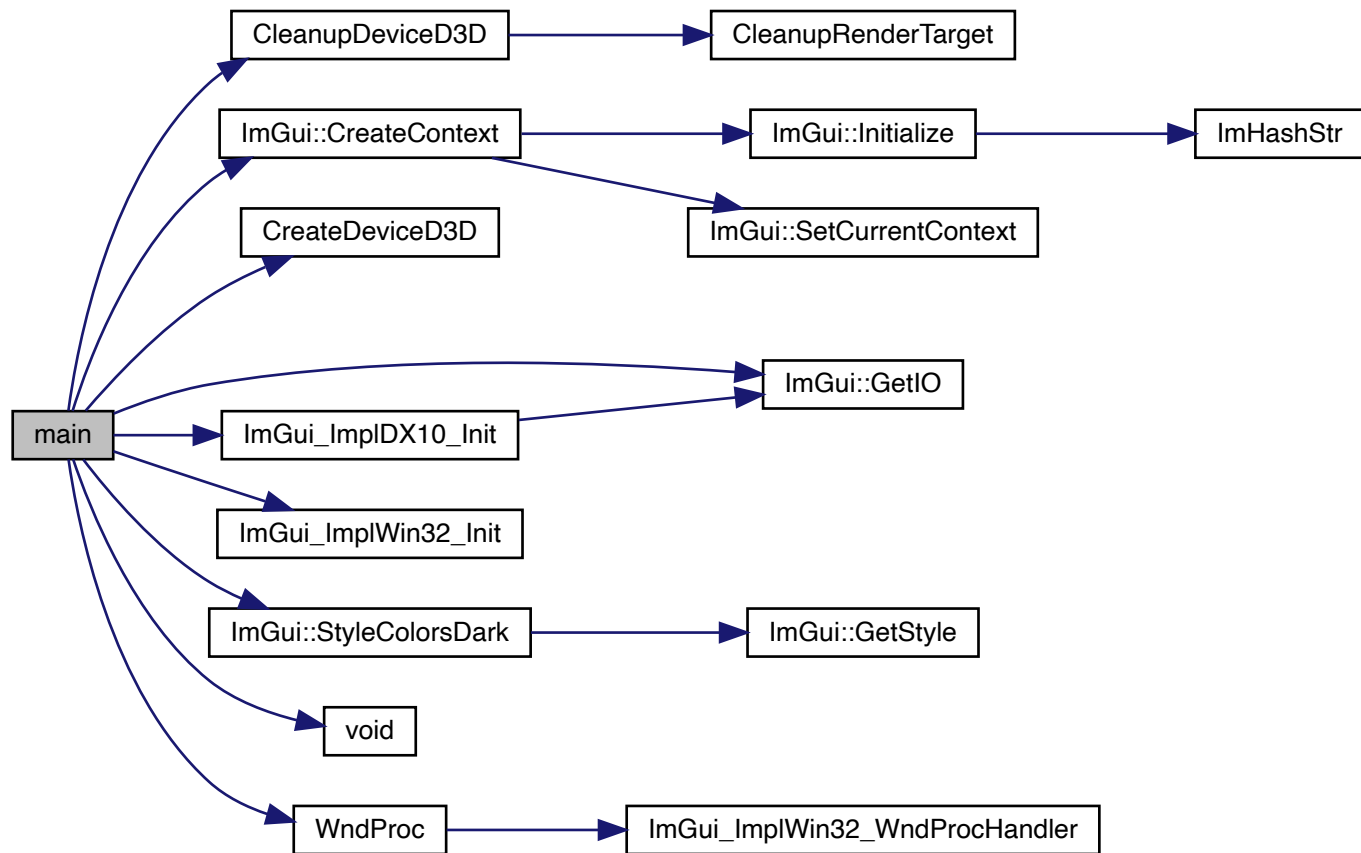 CleanupDeviceD3D
CleanupRenderTarget
ImGui::CreateContext
ImGui::Initialize
ImHashStr
CreateDeviceD3D
ImGui::SetCurrentContext
ImGui::GetIO
main
ImGui_ImplDX10_Init
ImGui_ImplWin32_Init
ImGui::StyleColorsDark
ImGui::GetStyle
void
WndProc
ImGui_ImplWin32_WndProcHandler